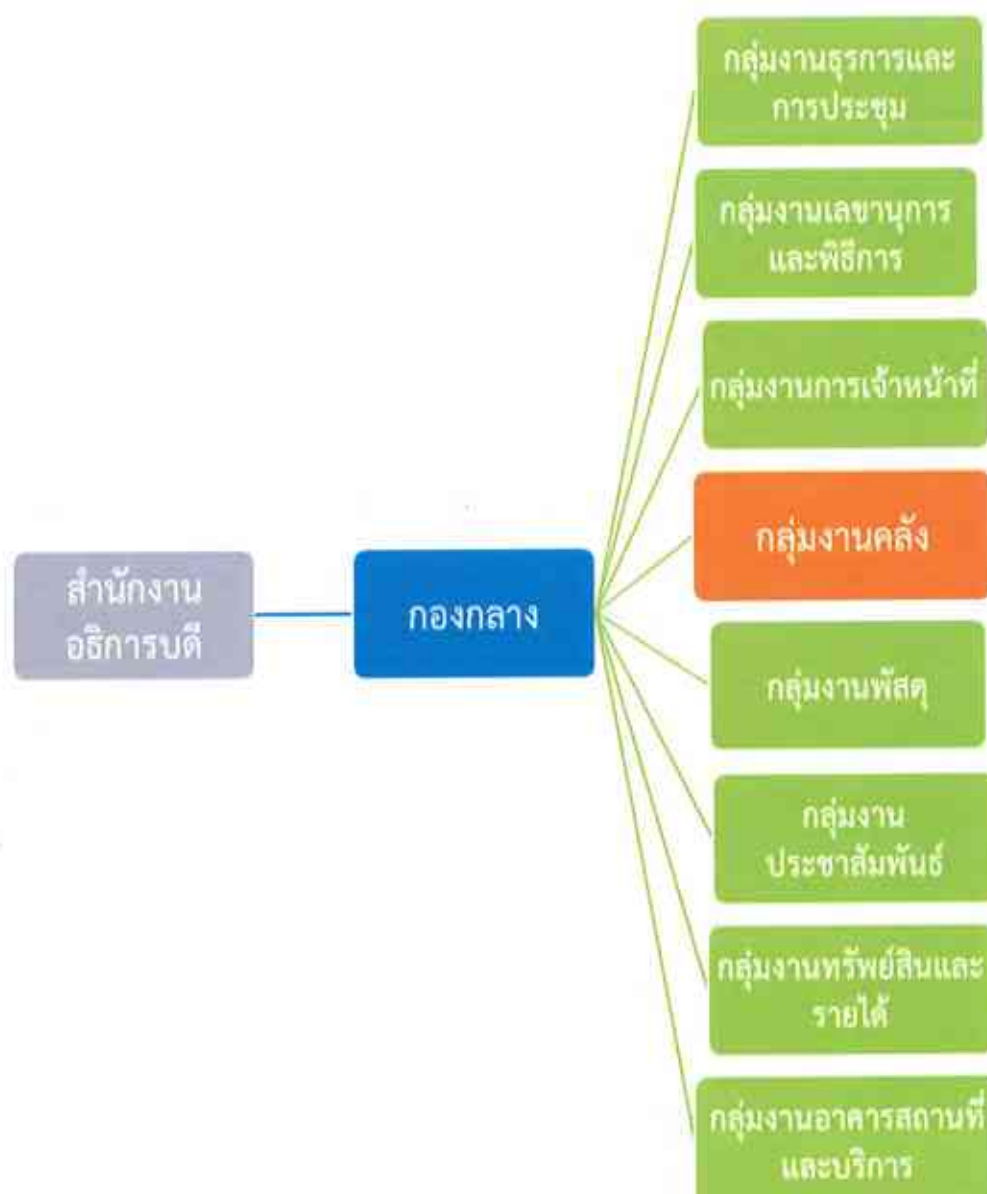 สำนักงาน
อธิการบดี
กองกลาง
กลุ่มงานธุรการและ
การประชุม
กลุ่มงานเลขานุการ
และพิธีการ
กลุ่มงานการเจ้าหน้าที่
กลุ่มงานคลัง
กลุ่มงานพัสดุ
กลุ่มงาน
ประชาสัมพันธ์
กลุ่มงานทรัพย์สินและ
รายได้
กลุ่มงานอาคารสถานที่
และบริการ